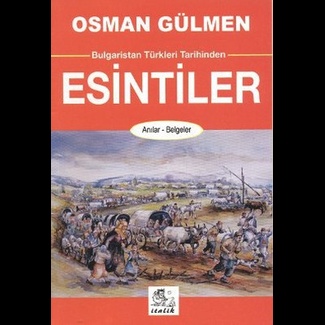 OSMAN GÜLMEN
Bulgaristan Türkleri Tarihinden
ESİNTİLER
Anılar - Belgeler
italik